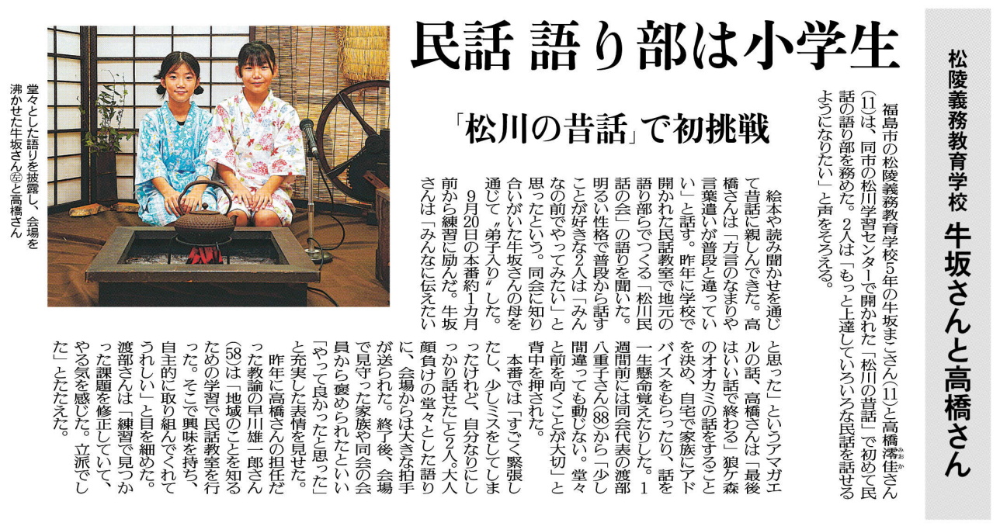 民話 語り部は小学生
「松川の昔話」で初挑戦
松陵義務教育学校 牛坂さんと高橋さん
福島市の松陵義務教育学校5年の牛坂まこさん(11)と高橋澪佳さん
みおか
(11)は、同市の松川学習センターで開かれた「松川の昔話」で初めて民
話の語り部を務めた。2人は「もっと上達していろいろな民話を話せる
ようになりたい」と声をそろえる。
絵本や読み聞かせを通じ
て昔話に親しんできた。高
橋さんは「方言のなまりや
言葉遣いが普段と違ってい
い」と話す。昨年に学校で
開かれた民話教室で地元の
語り部らでつくる「松川民
話の会」の語りを聞いた。
明るい性格で普段から話す
ことが好きな2人は「みん
なの前でやってみたい」と
思ったという。同会に知り
合いがいた牛坂さんの母を
通じて〝弟子入り〟した。
9月20日の本番約1カ月
前から練習に励んだ。牛坂
さんは「みんなに伝えたい
と思った」というアマガエ
ルの話、高橋さんは「最後
はいい話で終わる」狼ケ森
のオオカミの話をすること
を決め、自宅で家族にアド
バイスをもらったり、話を
一生懸命覚えたりした。1
週間前には同会代表の渡部
八重子さん(88)から「少し
間違っても動じない。堂々
と前を向くことが大切」と
背中を押された。
本番では「すごく緊張し
たし、少しミスをしてしま
ったけれど、自分なりにし
っかり話せた」と2人。大人
顔負けの堂々とした語り
に、会場からは大きな拍手
が送られた。終了後、会場
で見守った家族や同会の会
員から褒められたといい
「やって良かったと思った」
と充実した表情を見せた。
昨年に高橋さんの担任だ
った教諭の早川雄一郎さん
(58)は「地域のことを知る
ための学習で民話教室を行
った。そこで興味を持ち、
自主的に取り組んでくれて
うれしい」と目を細めた。
渡部さんは「練習で見つか
った課題を修正していて、
やる気を感じた。立派でし
た」とたたえた。
堂々とした語りを披露し、会場を
沸かせた牛坂さん㊧と高橋さん